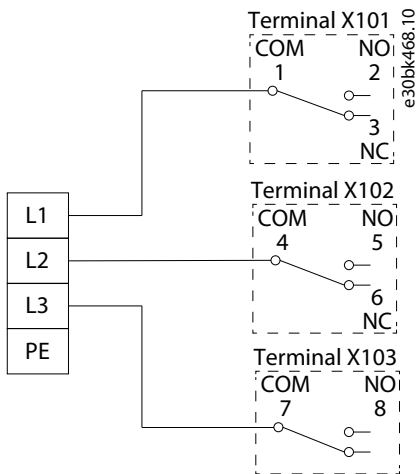 Terminal X101
COM NO
1 2
3
NC
e30bk468.10
Terminal X102
COM NO
4 5
6
NC
L1
L2
L3
PE
Terminal X103
COM NO
7 8